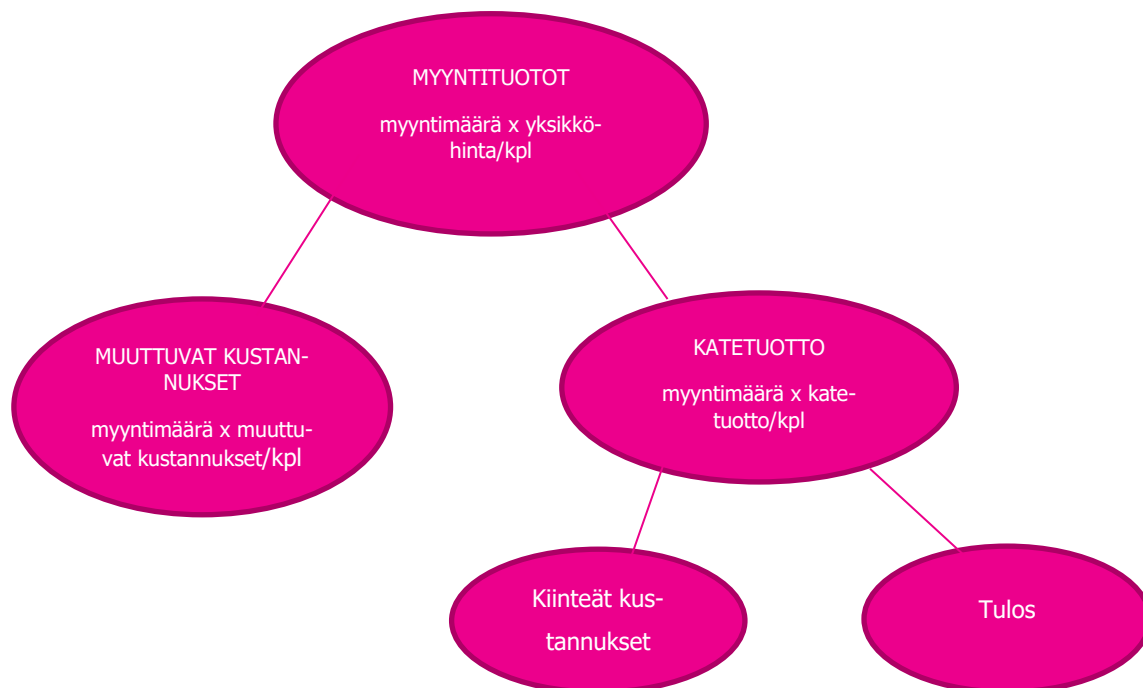 MYYNTITUOTOT
myyntimäärä x yksikkö-
hinta/kpl
MUUTTUVAT KUSTAN-
NUKSET
myyntimäärä x muuttu-
vat kustannukset/kpl
KATETUOTTO
myyntimäärä x kate-
tuotto/kpl
Kiinteät kus-
tannukset
Tulos